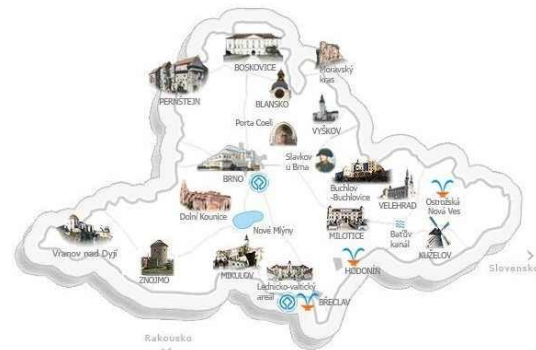 BOSKOVICE
Moravský
kras
PERNŠTEJN
BLANSKO
Porta Coeli
VYŠKOV
Slavkov
u Brna
BRNO
Buchlov
-Buchlovice
VELEHRAD
Ostrožská
Nová Ves
Dolní Kounice
Nové Mlýny
MILOTICE
Baťův
kanál
KUŽELOV
Vranov nad Dyjí
ZNOJMO
MIKULOV
Lednicko-valtický
areál
HODONÍN
BŘECLAV
Slovensko
Rakousko